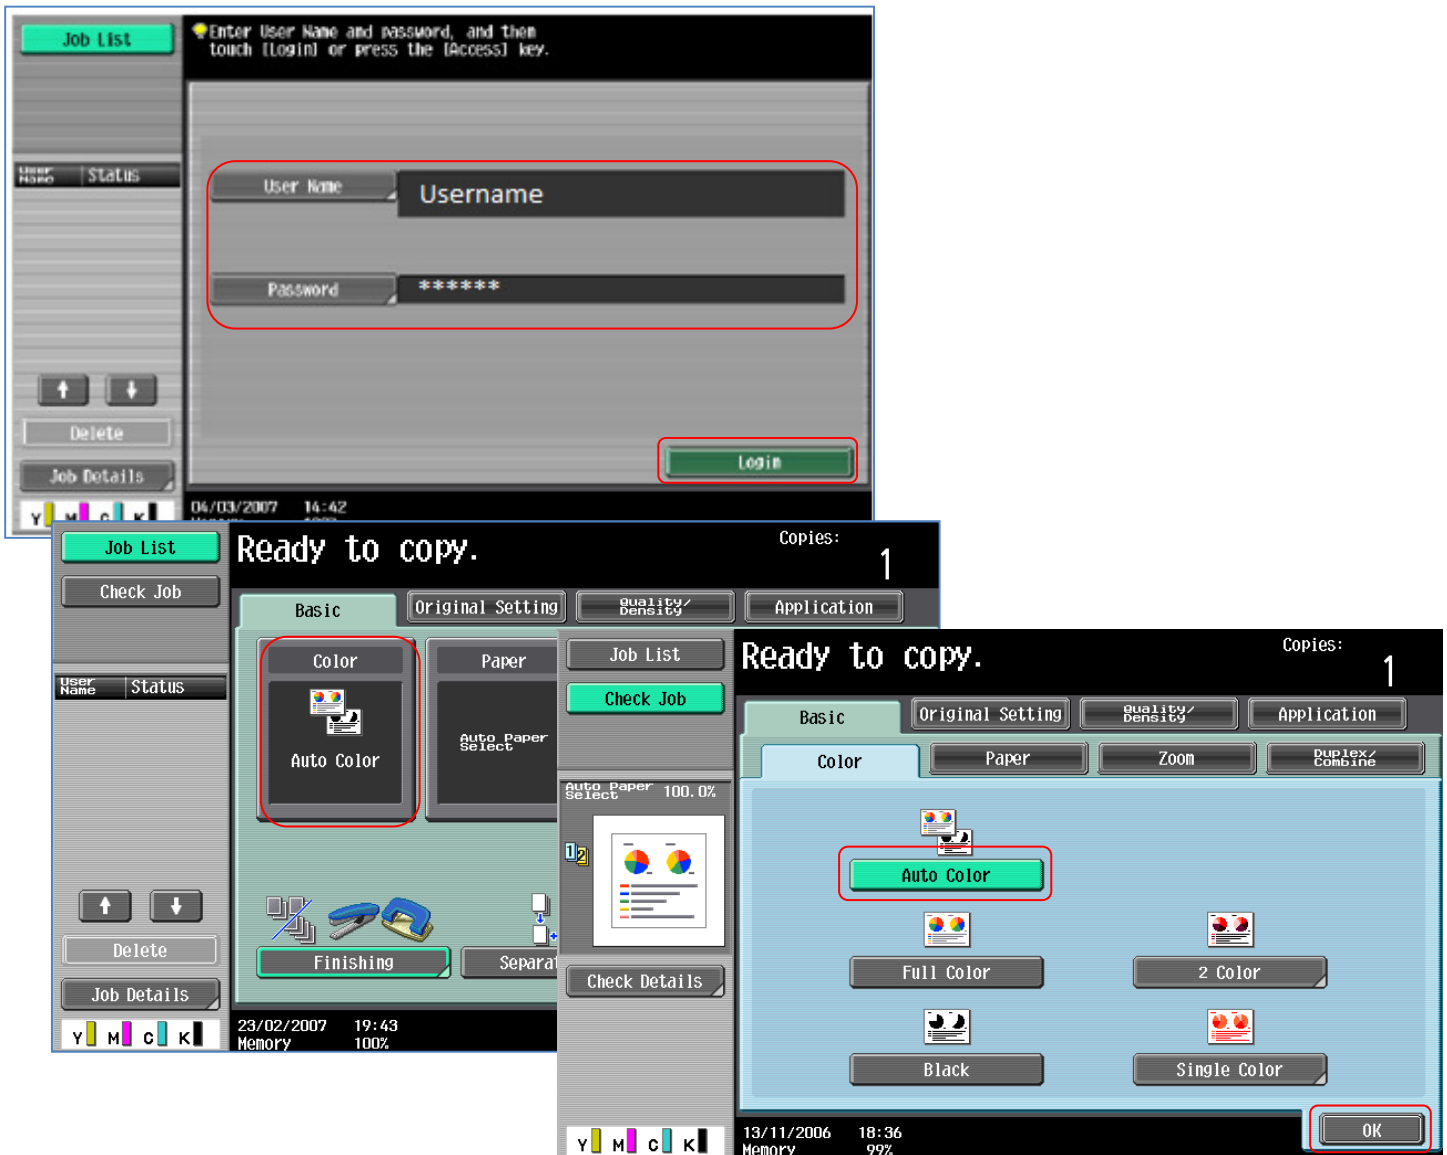 Job List
Enter User Name and password, and then
touch [Login] or press the [Access] key.
User Name
Status
User Name
Username
Password
******
Delete
Job Details
Login
04/03/2007 14:42
Y M C K
Job List
Check Job
Ready to copy.
Copies:
1
Basic
Original Setting
Quality/
Density
Application
Color
Auto Color
Paper
Auto Paper
Select
User
Name
Status
Delete
Job Details
Finishing
Separat
Y M C K
23/02/2007 19:43
Memory 100%
Job List
Check Job
Ready to copy.
Copies:
1
Basic
Original Setting
Quality/
Density
Application
Color
Paper
Zoom
Duplex/
Combine
Auto Paper
Select 100.0%
1 2
Check Details
Auto Color
Full Color
2 Color
Black
Single Color
OK
Y M C K
13/11/2006 18:36
Memory 99%